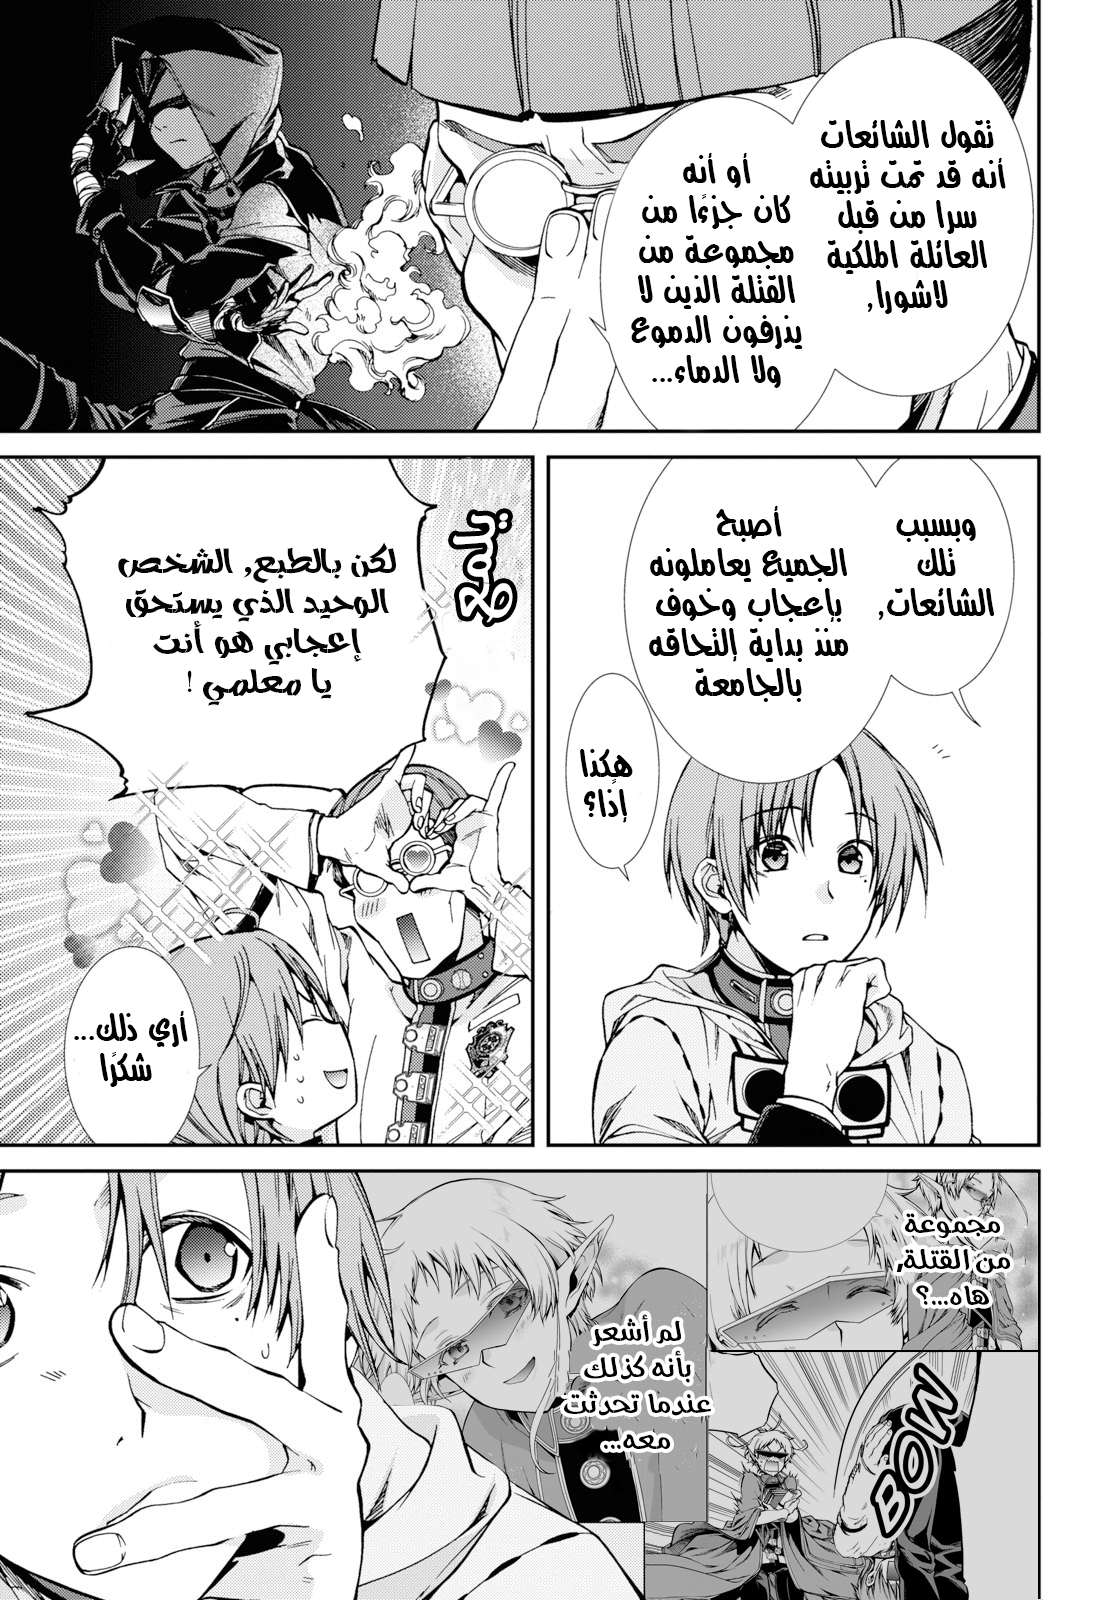 تقول الشائعات
أنه قد تمت تربيته
سرا من قبل
العائلة الملكية
لاشورا,
أو أنه
كان جزءًا من
مجموعة من
القتلة الذين لا
يذرفون الدموع
ولا الدماء...
وبسبب
تلك
الشائعات,
أصبح
الجميع يعاملونه
بإعجاب وخوف
منذ بداية إلتحاقه
بالجامعة
هكذا
إذًا؟
لكن بالطبع, الشخص
الوحيد الذي يستحق
إعجابي هو أنت
يا معلمي !
أري ذلك...
شكرًا
مجموعة
من القتلة,
هاه...؟
BOW
لم أشعر
بأنه كذلك
عندما تحدثت
معه...